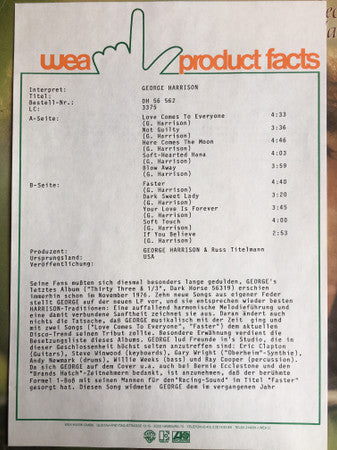 wea product facts
Interpret: GEORGE HARRISON
Titel:
Bestell-Nr.: DH 56 562
LC: 3375
A-Seite: Love Comes To Everyone 4:33
(G. Harrison)
Not Guilty 3:36
(G. Harrison)
Here Comes The Moon 4:46
(G. Harrison)
Soft-Hearted Hana 4:03
(G. Harrison)
Blow Away 3:59
(G. Harrison)
B-Seite: Faster 4:40
(G. Harrison)
Dark Sweet Lady 3:20
(G. Harrison)
Your Love Is Forever 3:45
(G. Harrison)
Soft Touch 4:00
(G. Harrison)
If You Believe 2:53
(G. Harrison)
Produzent: GEORGE HARRISON & Russ Titelmann
Ursprungsland: USA
Veröffentlichung:
Seine Fans mußten sich diesmal besonders lange gedulden, GEORGE's
letztes Album ("Thirty Three & 1/3", Dark Horse 56319) erschien
immerhin schon im November 1976. Zehn neue Songs aus eigener Feder
stellt GEORGE auf der neuen LP vor, und sie entsprechen wieder besten
HARRISON Traditionen: Eine auffallend harmonische Melodieführung und
eine damit verbundene Sanftheit zeichnet sie aus. Daran ändert auch
nichts die Tatsache, daß GEORGE musikalisch mit der Zeit ging und
mit zwei Songs ("Love Comes To Everyone", "Faster") dem aktuellen
Disco-Trend seinen Tribut zollte. Besondere Erwähnung verdient die
Besetzungsliste dieses Albums. GEORGE lud Freunde in's Studio, die in
dieser Geschlossenheit höchst selten anzutreffen sind: Eric Clapton
(Guitars), Steve Winwood (keyboards), Gary Wright ("Oberheim"-Synthie),
Andy Newmark (drums), Willie Weeks (bass) und Ray Cooper (percussion).
Da sich GEORGE auf dem Cover u.a. auch bei Bernie Ecclestone und den
"Brands Hatch"-Zeitnehmern bedankt, ist anzunehmen, daß der berühmte
Formel 1-Boß mit seinen Mannen für den "Racing-Sound" im Titel "Faster"
gesorgt hat. Diesen Song widmete GEORGE dem im vergangenen Jahr